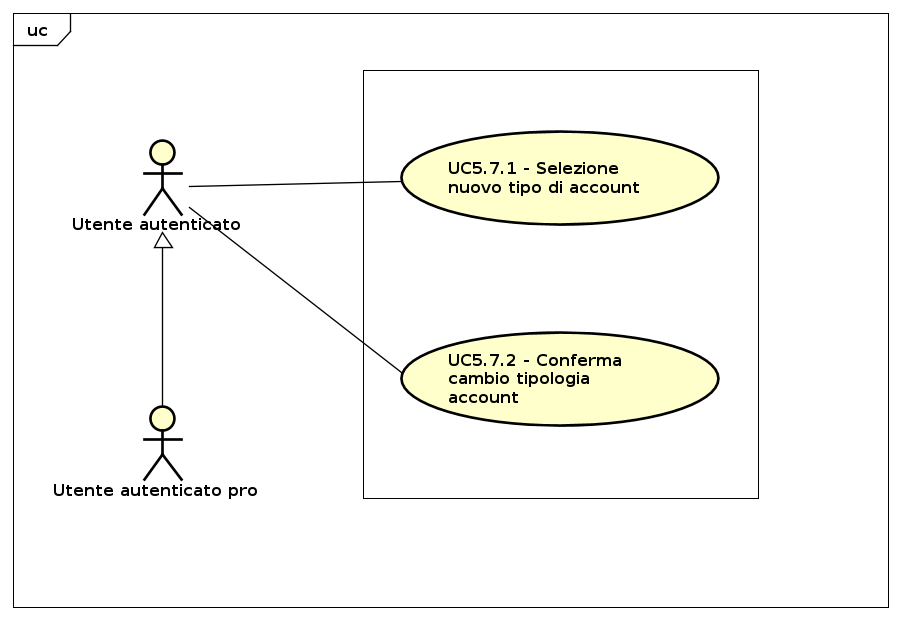 uc
UC5.7.1 - Selezione
nuovo tipo di account
Utente autenticato
UC5.7.2 - Conferma
cambio tipologia
account
Utente autenticato pro